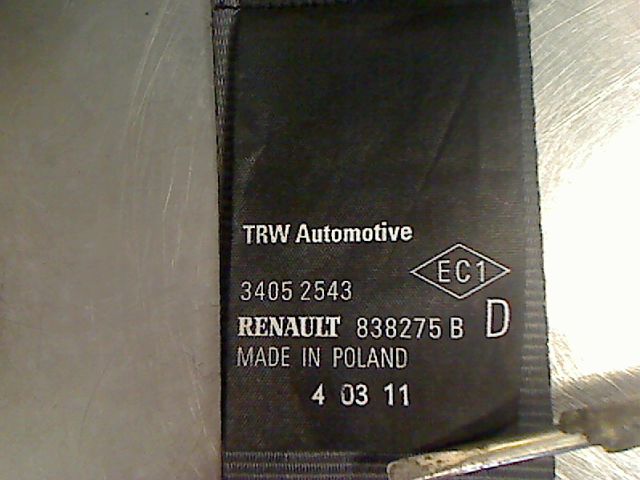 TRW Automotive
EC1
3405 2543
RENAULT 838275 B D
MADE IN POLAND
4 03 11